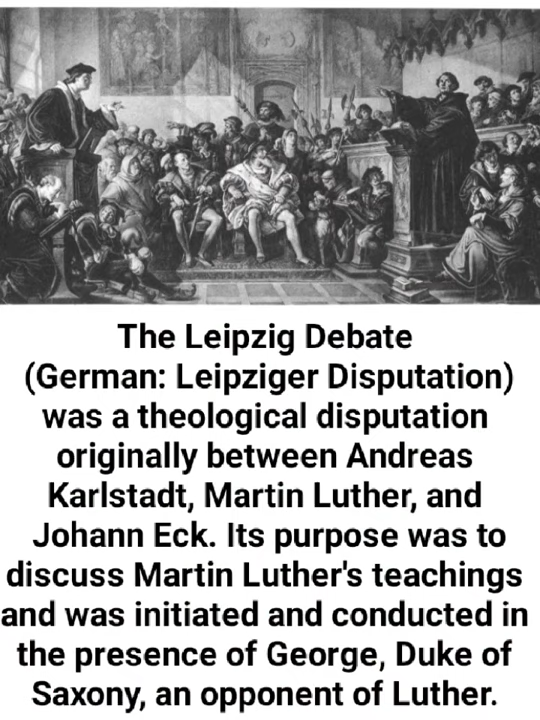 The Leipzig Debate
(German: Leipziger Disputation)
was a theological disputation
originally between Andreas
Karlstadt, Martin Luther, and
Johann Eck. Its purpose was to
discuss Martin Luther's teachings
and was initiated and conducted in
the presence of George, Duke of
Saxony, an opponent of Luther.